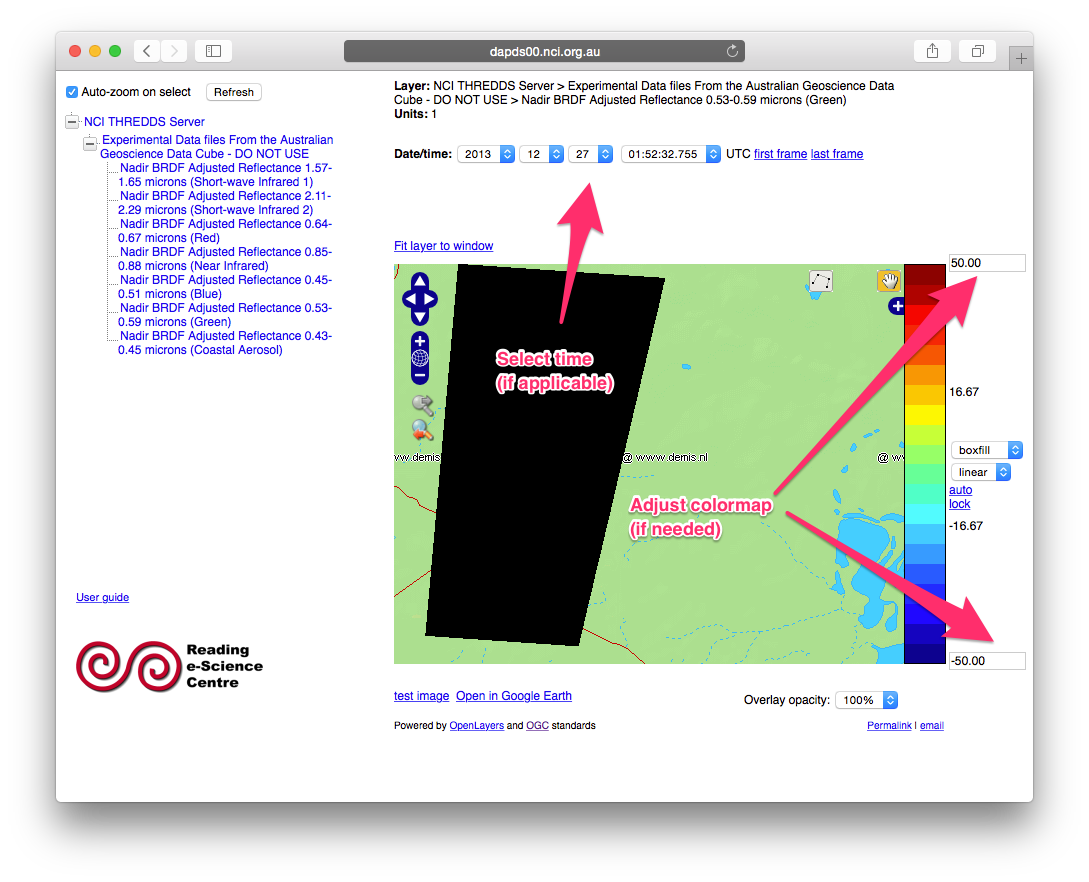 dapds00.nci.org.au
Auto-zoom on select
Refresh
NCI THREDDS Server
Experimental Data files From the Australian
Geoscience Data Cube - DO NOT USE
Nadir BRDF Adjusted Reflectance 1.57-
1.65 microns (Short-wave Infrared 1)
Nadir BRDF Adjusted Reflectance 2.11-
2.29 microns (Short-wave Infrared 2)
Nadir BRDF Adjusted Reflectance 0.64-
0.67 microns (Red)
Nadir BRDF Adjusted Reflectance 0.85-
0.88 microns (Near Infrared)
Nadir BRDF Adjusted Reflectance 0.45-
0.51 microns (Blue)
Nadir BRDF Adjusted Reflectance 0.53-
0.59 microns (Green)
Nadir BRDF Adjusted Reflectance 0.43-
0.45 microns (Coastal Aerosol)
User guide
Reading
e-Science
Centre
Layer: NCI THREDDS Server > Experimental Data files From the Australian Geoscience Data
Cube - DO NOT USE > Nadir BRDF Adjusted Reflectance 0.53-0.59 microns (Green)
Units: 1
Date/time: 2013 12 27 01:52:32.755 UTC first frame last frame
Fit layer to window
50.00
Select time
(if applicable)
16.67
boxfill
linear
auto
lock
ww.demis
@ www.demis.nl
@ ww
Adjust colormap
(if needed)
-16.67
-50.00
test image Open in Google Earth
Overlay opacity: 100%
Powered by OpenLayers and OGC standards
Permalink | email